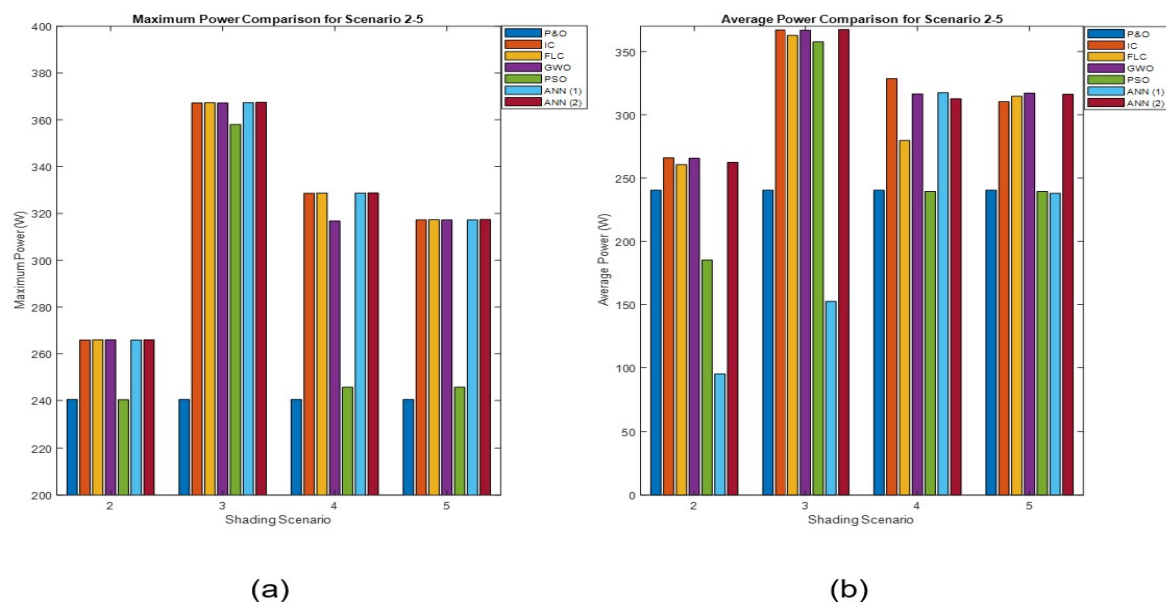 Maximum Power Comparison for Scenario 2-5
400
380
360
340
320
300
280
260
240
220
200
Maximum Power (W)
2
3
4
5
Shading Scenario
P&O
IC
FLC
GWO
PSO
ANN (1)
ANN (2)
(a)
Average Power Comparison for Scenario 2-5
350
300
250
200
150
100
50
0
Average Power (W)
2
3
4
5
Shading Scenario
P&O
IC
FLC
GWO
PSO
ANN (1)
ANN (2)
(b)